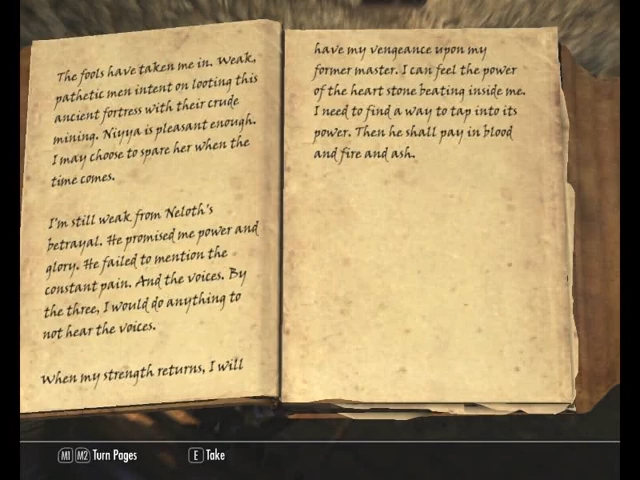 The fools have taken me in. Weak,
pathetic men intent on looting this
ancient fortress with their crude
mining. Niyya is pleasant enough.
I may choose to spare her when the
time comes.
I'm still weak from Neloth's
betrayal. He promised me power and
glory. He failed to mention the
constant pain. And the voices. By
the three, I would do anything to
not hear the voices.
When my strength returns, I will
have my vengeance upon my
former master. I can feel the power
of the heart stone beating inside me.
I need to find a way to tap into its
power. Then he shall pay in blood
and fire and ash.
M1 M2 Turn Pages
E Take